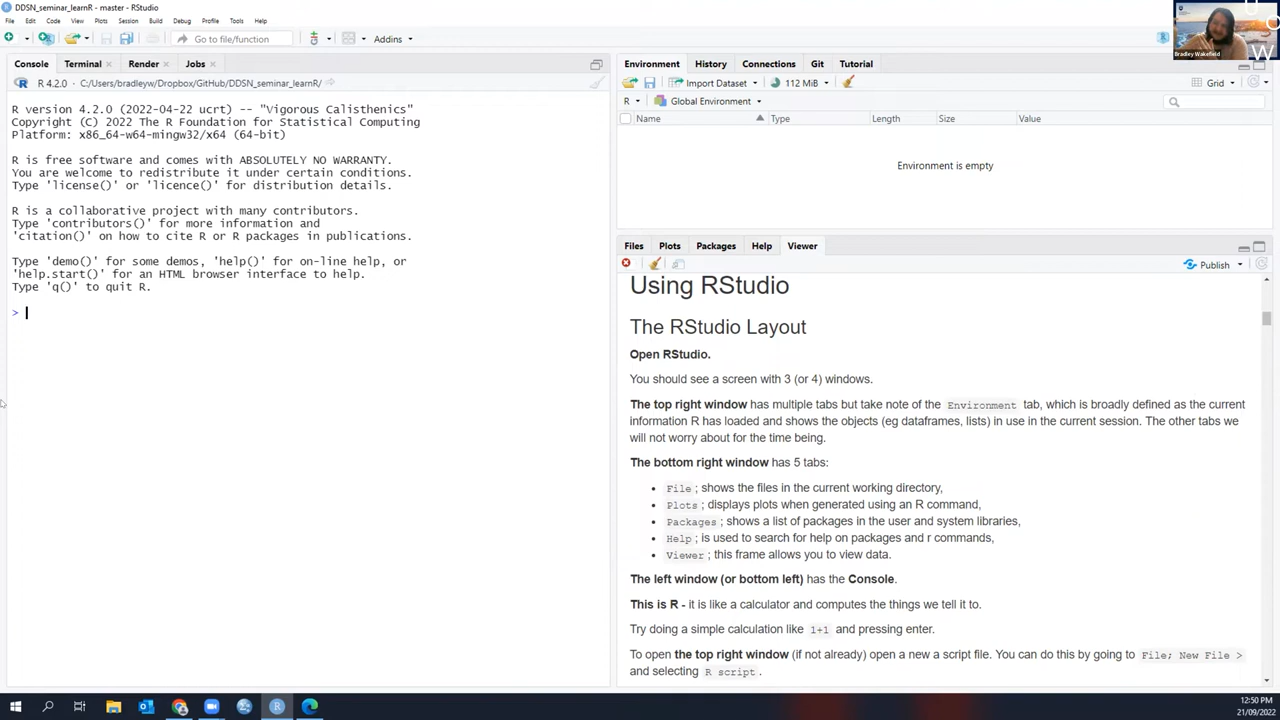 DDSN_seminar_learnR - master - RStudio
File Edit Code View Plots Session Build Debug Profile Tools Help
Go to file/function Addins
Console Terminal Render Jobs
R 4.2.0 · C:/Users/bradleyw/Dropbox/GitHub/DDSN_seminar_learnR/
R version 4.2.0 (2022-04-22 ucrt) -- "Vigorous Calisthenics"
Copyright (C) 2022 The R Foundation for Statistical Computing
Platform: x86_64-w64-mingw32/x64 (64-bit)
R is free software and comes with ABSOLUTELY NO WARRANTY.
You are welcome to redistribute it under certain conditions.
Type 'license()' or 'licence()' for distribution details.
R is a collaborative project with many contributors.
Type 'contributors()' for more information and
'citation()' on how to cite R or R packages in publications.
Type 'demo()' for some demos, 'help()' for on-line help, or
'help.start()' for an HTML browser interface to help.
Type 'q()' to quit R.
>
Bradley Wakefield
Environment History Connections Git Tutorial
Import Dataset 112 MiB Grid
R Global Environment
Name Type Length Size Value
Environment is empty
Files Plots Packages Help Viewer
Publish
Using RStudio
The RStudio Layout
Open RStudio.
You should see a screen with 3 (or 4) windows.
The top right window has multiple tabs but take note of the Environment tab, which is broadly defined as the current
information R has loaded and shows the objects (eg dataframes, lists) in use in the current session. The other tabs we
will not worry about for the time being.
The bottom right window has 5 tabs:
• File ; shows the files in the current working directory,
• Plots ; displays plots when generated using an R command,
• Packages ; shows a list of packages in the user and system libraries,
• Help ; is used to search for help on packages and r commands,
• Viewer ; this frame allows you to view data.
The left window (or bottom left) has the Console.
This is R - it is like a calculator and computes the things we tell it to.
Try doing a simple calculation like 1+1 and pressing enter.
To open the top right window (if not already) open a new a script file. You can do this by going to File; New File >
and selecting R script .
12:50 PM
21/09/2022